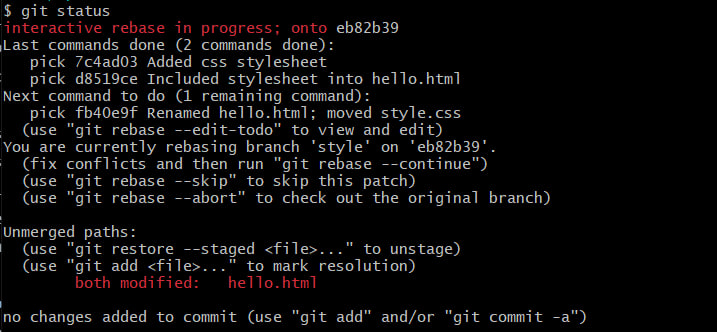 $ git status
interactive rebase in progress; onto eb82b39
Last commands done (2 commands done):
   pick 7c4ad03 Added css stylesheet
   pick d8519ce Included stylesheet into hello.html
Next command to do (1 remaining command):
   pick fb40e9f Renamed hello.html; moved style.css
  (use "git rebase --edit-todo" to view and edit)
You are currently rebasing branch 'style' on 'eb82b39'.
  (fix conflicts and then run "git rebase --continue")
  (use "git rebase --skip" to skip this patch)
  (use "git rebase --abort" to check out the original branch)

Unmerged paths:
  (use "git restore --staged <file>..." to unstage)
  (use "git add <file>..." to mark resolution)
        both modified:   hello.html

no changes added to commit (use "git add" and/or "git commit -a")